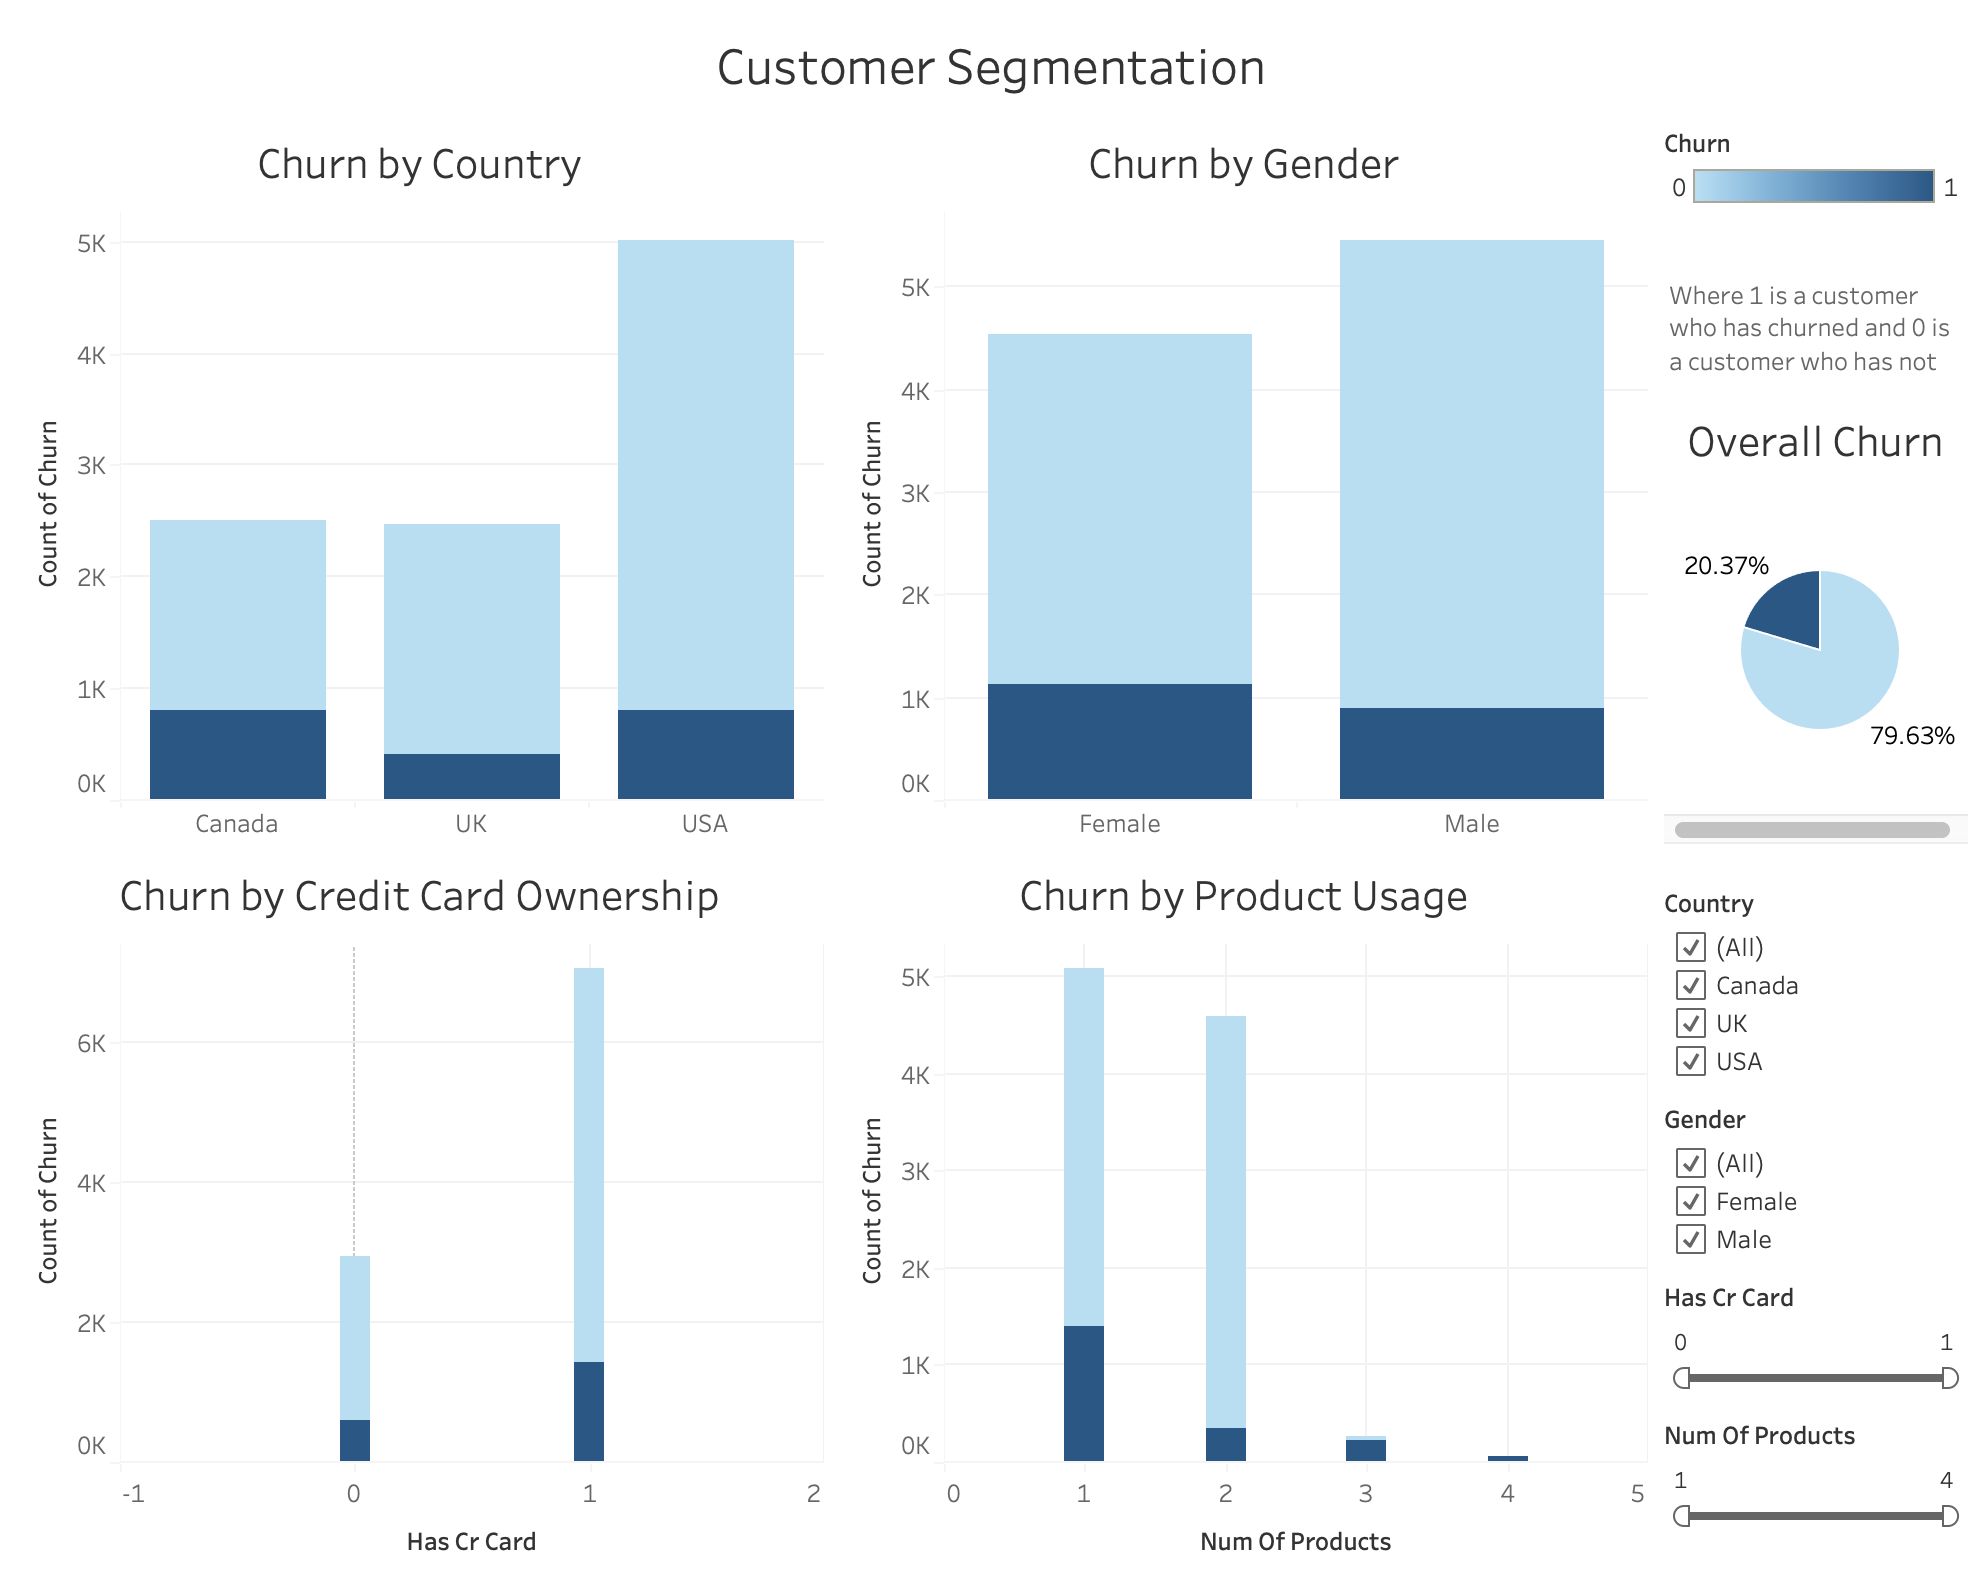 Customer Segmentation
Churn by Country
5K
4K
3K
2K
1K
0K
Count of Churn
Canada
UK
USA
Churn by Gender
5K
4K
3K
2K
1K
0K
Count of Churn
Female
Male
Churn
0
1
Where 1 is a customer
who has churned and 0 is
a customer who has not
Overall Churn
20.37%
79.63%
Churn by Credit Card Ownership
6K
4K
2K
0K
Count of Churn
-1
0
1
2
Has Cr Card
Churn by Product Usage
5K
4K
3K
2K
1K
0K
Count of Churn
0
1
2
3
4
5
Num Of Products
Country
(All)
Canada
UK
USA
Gender
(All)
Female
Male
Has Cr Card
0
1
Num Of Products
1
4